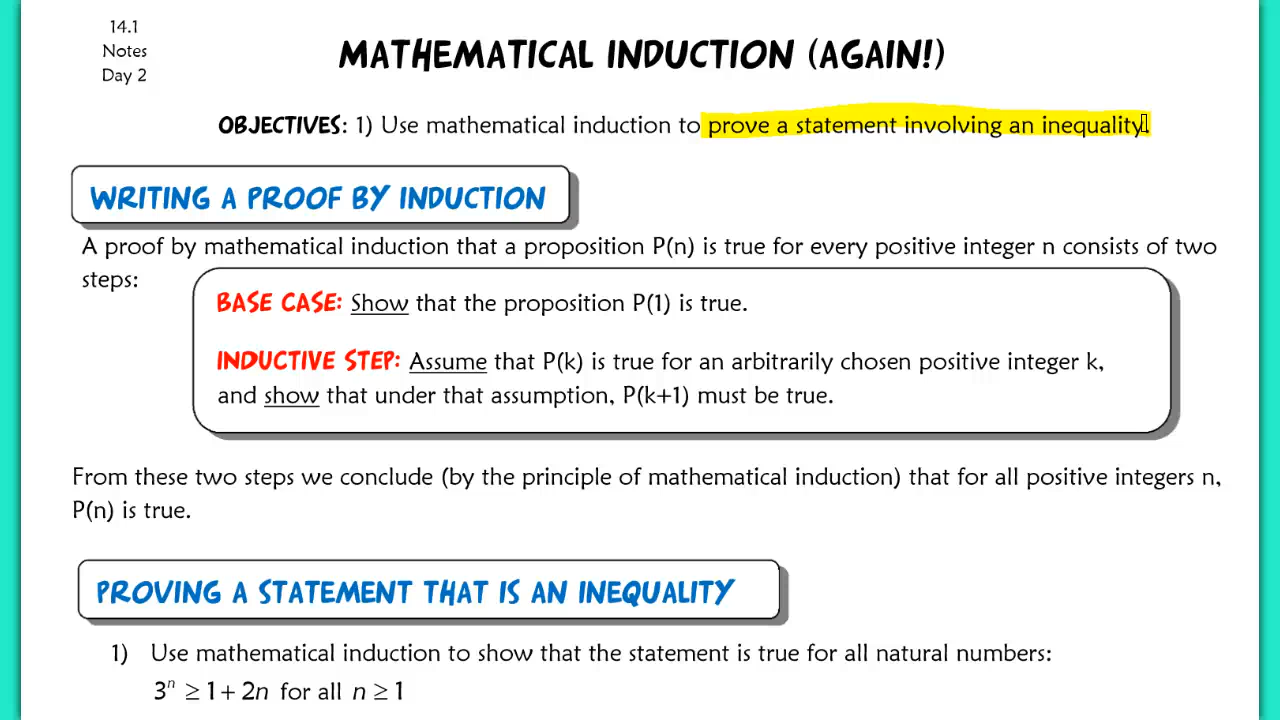 14.1
Notes
Day 2
MATHEMATICAL INDUCTION (AGAIN!)
OBJECTIVES: 1) Use mathematical induction to prove a statement involving an inequality.
WRITING A PROOF BY INDUCTION
A proof by mathematical induction that a proposition P(n) is true for every positive integer n consists of two
steps:
BASE CASE: Show that the proposition P(1) is true.
INDUCTIVE STEP: Assume that P(k) is true for an arbitrarily chosen positive integer k,
and show that under that assumption, P(k+1) must be true.
From these two steps we conclude (by the principle of mathematical induction) that for all positive integers n,
P(n) is true.
PROVING A STATEMENT THAT IS AN INEQUALITY
1) Use mathematical induction to show that the statement is true for all natural numbers:
3ⁿ ≥ 1 + 2n for all n ≥ 1